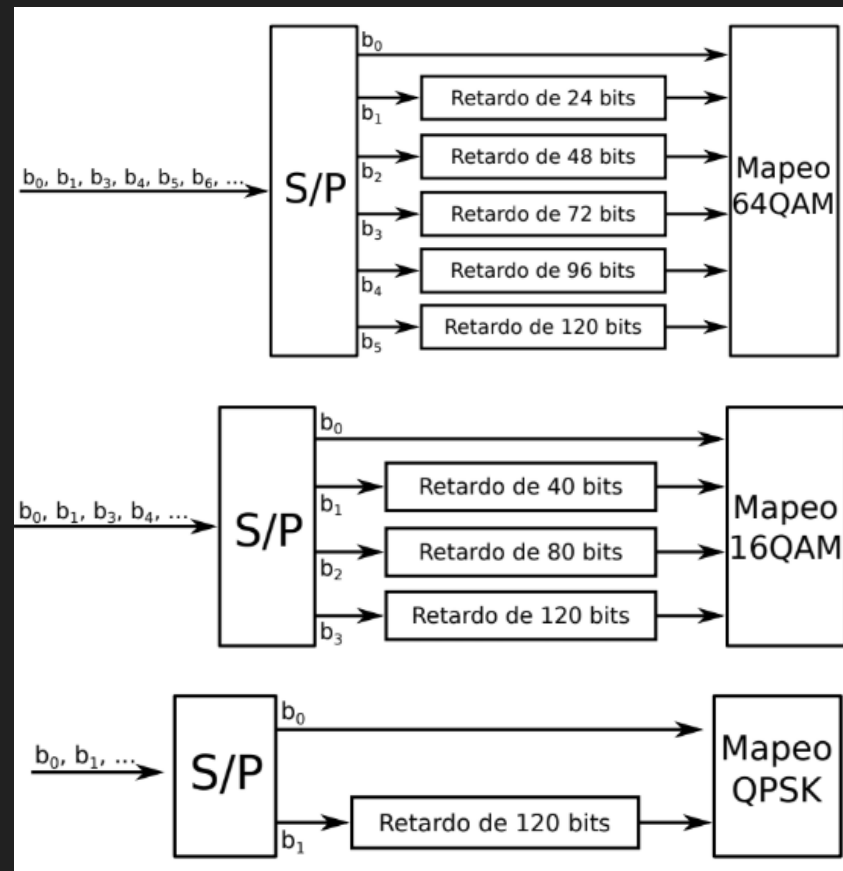 b₀
Retardo de 24 bits
b₁
b₀, b₁, b₃, b₄, b₅, b₆, ...
S/P
Retardo de 48 bits
b₂
Mapeo
64QAM
Retardo de 72 bits
b₃
Retardo de 96 bits
b₄
Retardo de 120 bits
b₅
b₀
Retardo de 40 bits
b₁
b₀, b₁, b₃, b₄, ...
S/P
Mapeo
16QAM
Retardo de 80 bits
b₂
Retardo de 120 bits
b₃
b₀
b₀, b₁, ...
S/P
Mapeo
QPSK
Retardo de 120 bits
b₁